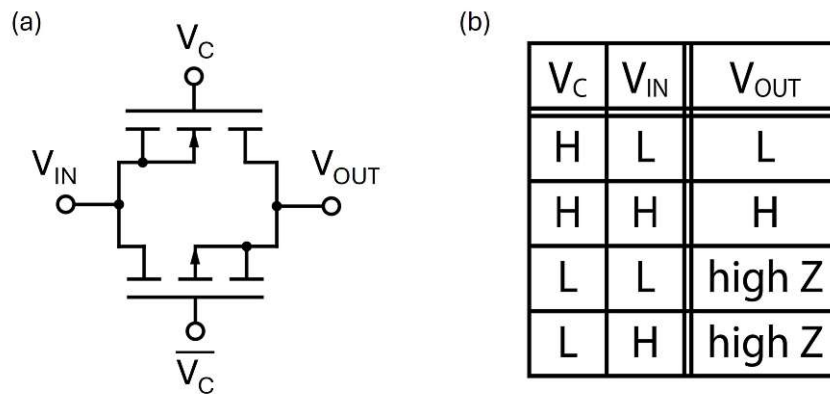 (a)
V_C
V_IN
V_OUT
V̅_C̅
(b)
V_C V_IN V_OUT
H L L
H H H
L L high Z
L H high Z